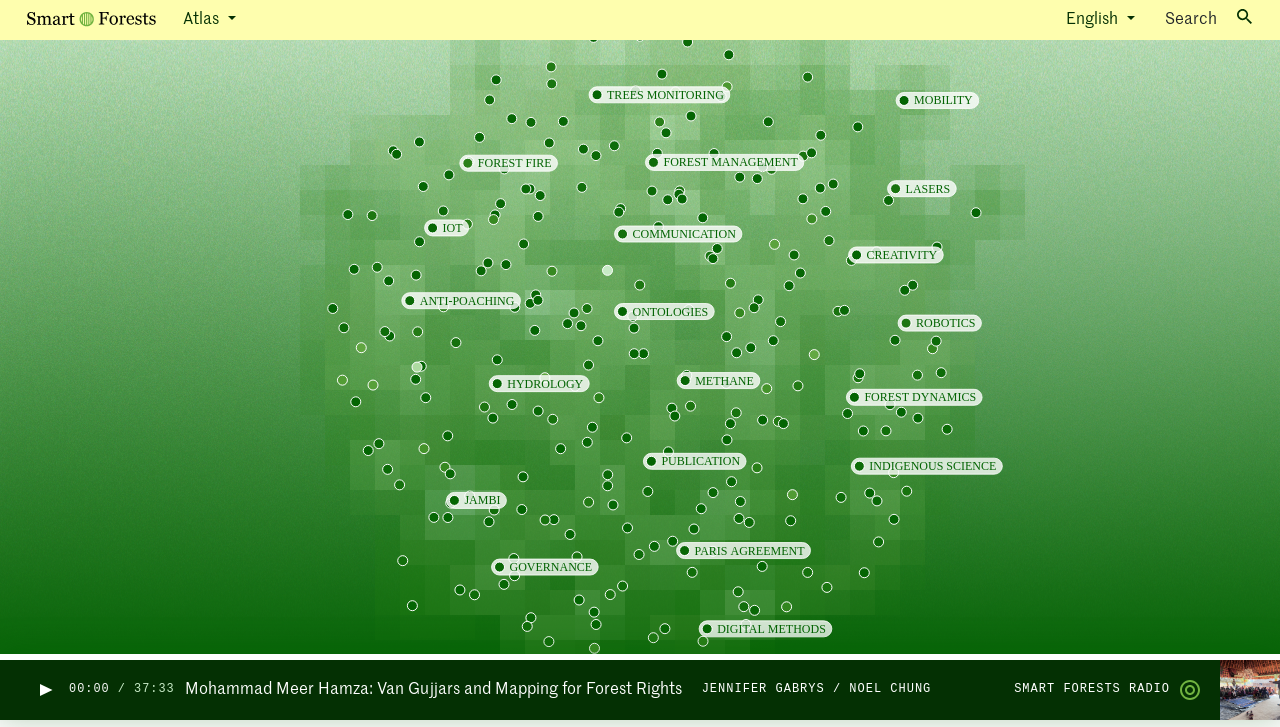 Smart Forests Atlas English Search
TREES MONITORING
MOBILITY
FOREST FIRE
FOREST MANAGEMENT
LASERS
IOT
COMMUNICATION
CREATIVITY
ANTI-POACHING
ONTOLOGIES
ROBOTICS
HYDROLOGY
METHANE
FOREST DYNAMICS
PUBLICATION
INDIGENOUS SCIENCE
JAMBI
PARIS AGREEMENT
GOVERNANCE
DIGITAL METHODS
00:00 / 37:33 Mohammad Meer Hamza: Van Gujjars and Mapping for Forest Rights JENNIFER GABRYS / NOEL CHUNG SMART FORESTS RADIO